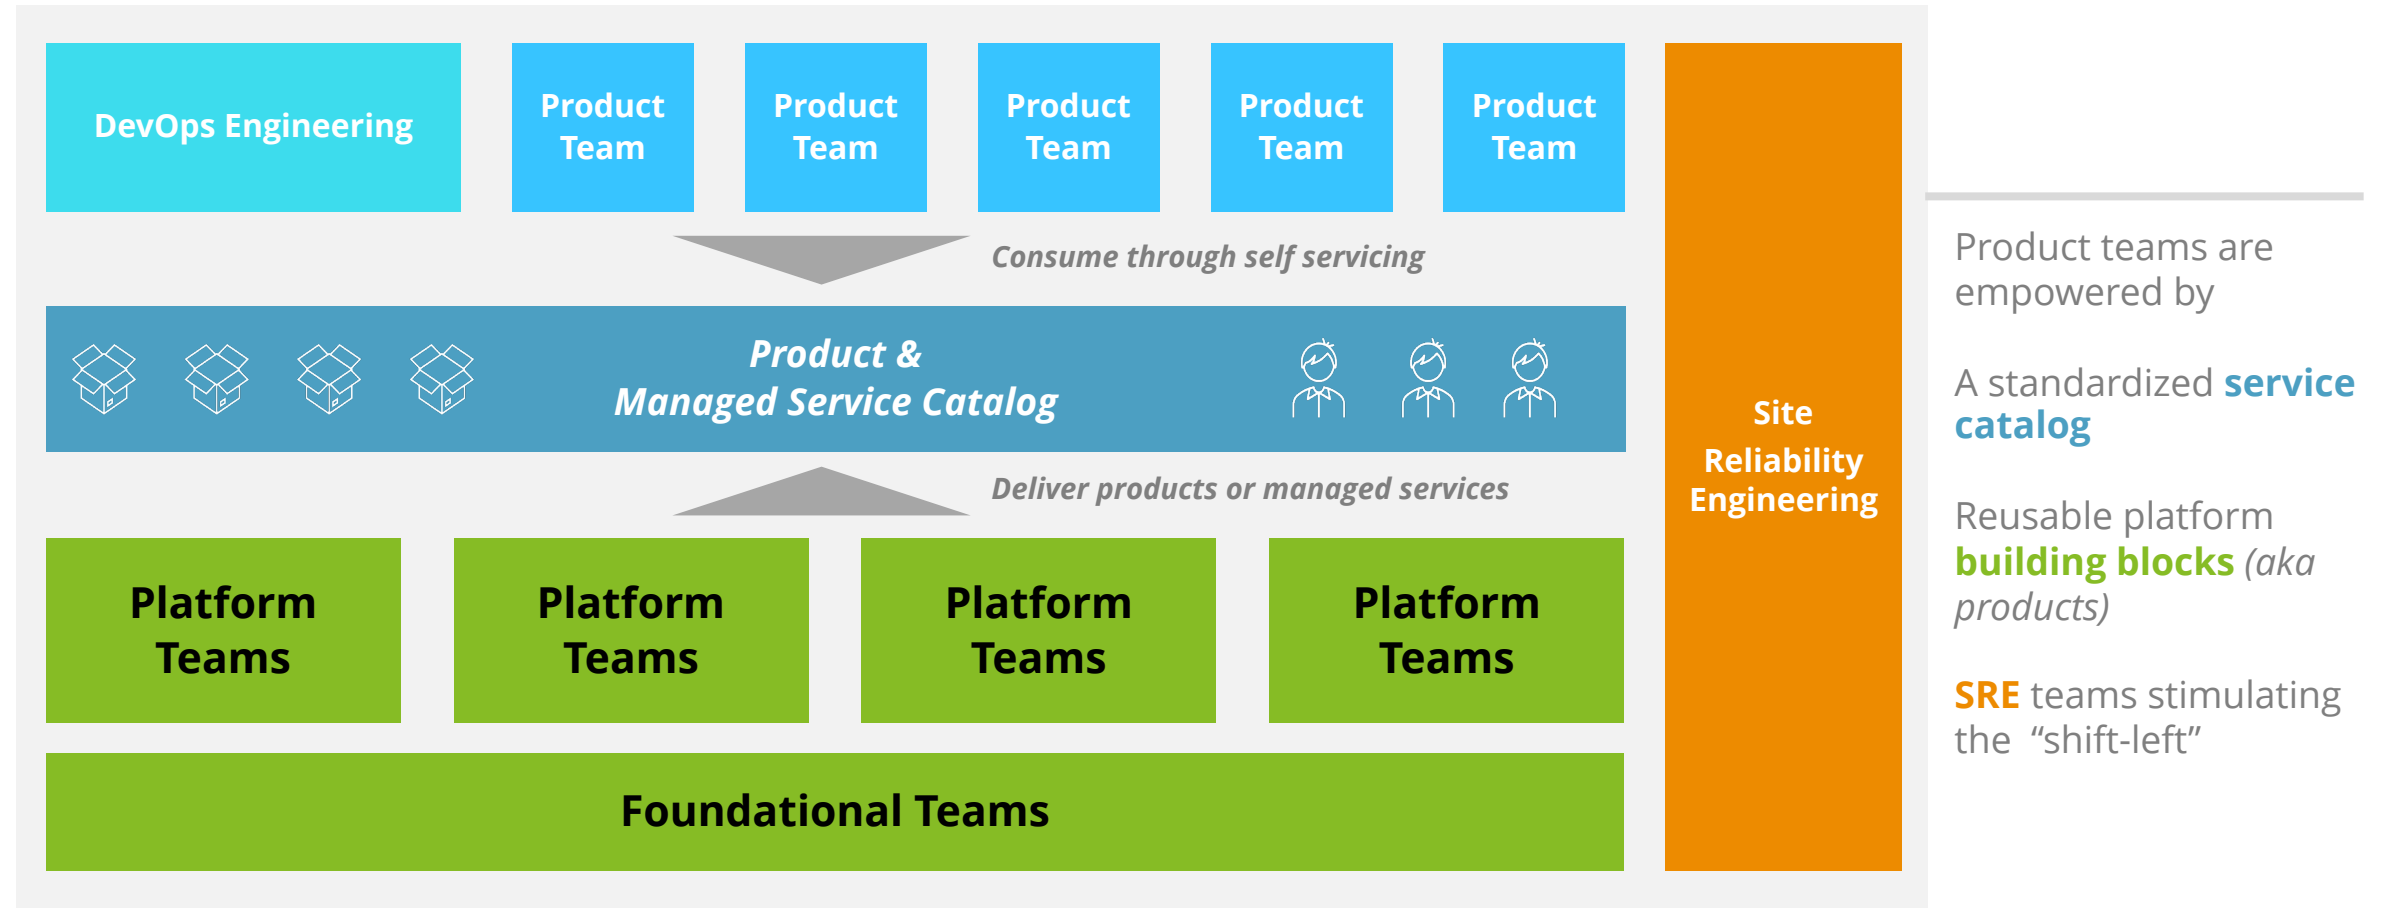 DevOps Engineering
Product
Team
Product
Team
Product
Team
Product
Team
Product
Team
Consume through self servicing
Product &
Managed Service Catalog
Deliver products or managed services
Platform
Teams
Platform
Teams
Platform
Teams
Platform
Teams
Foundational Teams
Site
Reliability
Engineering
Product teams are
empowered by
A standardized service
catalog
Reusable platform
building blocks (aka
products)
SRE teams stimulating
the “shift-left”